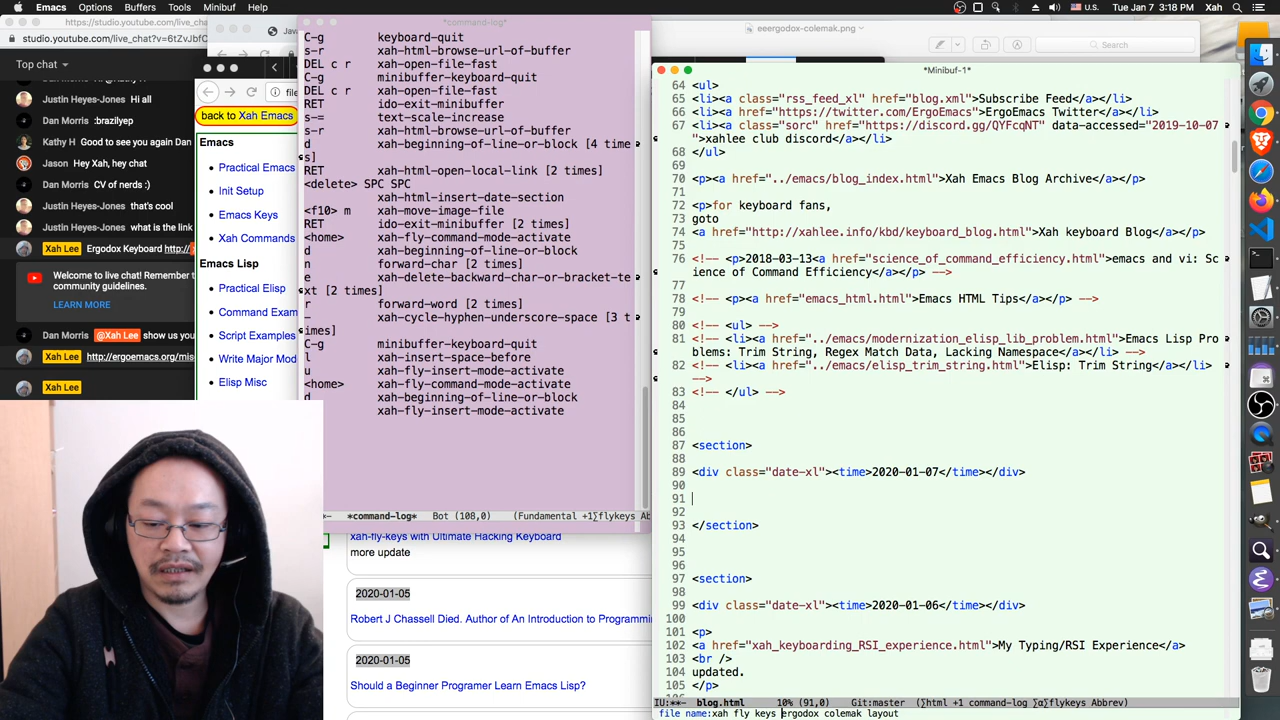 Emacs File Edit Options Buffers Tools Minibuf Help
Tue Jan 7 3:18 PM Xah
https://studio.youtube.com/live_chat?
studio.youtube.com/live_chat?v=6tZvJbfC
Top chat
Justin Heyes-Jones Hi all
Dan Morris :brazilyep
Kathy H Good to see you again Dan
Jason Hey Xah, hey chat
Dan Morris CV of nerds :)
Justin Heyes-Jones that's cool
Justin Heyes-Jones what is the link
Xah Lee Ergodox Keyboard http://
Welcome to live chat! Remember
community guidelines.
LEARN MORE
Dan Morris @Xah Lee show us you
Xah Lee http://ergoemacs.org/mis
Xah Lee
back to Xah Emacs
Emacs
Practical Emacs
Init Setup
Emacs Keys
Xah Commands
Emacs Lisp
Practical Elisp
Command Exam
Script Examples
Write Major Mod
Elisp Misc
*command-log*
C-g keyboard-quit
s-r xah-html-browse-url-of-buffer
DEL c r xah-open-file-fast
C-g minibuffer-keyboard-quit
DEL c r xah-open-file-fast
RET ido-exit-minibuffer
s-= text-scale-increase
s-r xah-html-browse-url-of-buffer
d xah-beginning-of-line-or-block [4 time
s]
RET xah-html-open-local-link [2 times]
<delete> SPC SPC
xah-html-insert-date-section
<f10> m xah-move-image-file
RET ido-exit-minibuffer [2 times]
<home> xah-fly-command-mode-activate
d xah-beginning-of-line-or-block
n forward-char [2 times]
e xah-delete-backward-char-or-bracket-te
xt [2 times]
r forward-word [2 times]
– xah-cycle-hyphen-underscore-space [3 t
imes]
C-g minibuffer-keyboard-quit
l xah-insert-space-before
u xah-fly-insert-mode-activate
<home> xah-fly-command-mode-activate
d xah-beginning-of-line-or-block
xah-fly-insert-mode-activate
*command-log* Bot (108,0) (Fundamental +1∑flykeys Ab
xah-fly-keys with Ultimate Hacking Keyboard
more update
2020-01-05
Robert J Chassell Died. Author of An Introduction to Programmi
2020-01-05
Should a Beginner Programer Learn Emacs Lisp?
eeergodox-colemak.png
Search
*Minibuf-1*
64 <ul>
65 <li><a class="rss_feed_xl" href="blog.xml">Subscribe Feed</a></li>
66 <li><a href="https://twitter.com/ErgoEmacs">ErgoEmacs Twitter</a></li>
67 <li><a class="sorc" href="https://discord.gg/QYFcqNT" data-accessed="2019-10-07
">xahlee club discord</a></li>
68 </ul>
69
70 <p><a href="../emacs/blog_index.html">Xah Emacs Blog Archive</a></p>
71
72 <p>for keyboard fans,
73 goto
74 <a href="http://xahlee.info/kbd/keyboard_blog.html">Xah keyboard Blog</a></p>
75
76 <!-- <p>2018-03-13<a href="science_of_command_efficiency.html">emacs and vi: Sc
ience of Command Efficiency</a></p> -->
77
78 <!-- <p><a href="emacs_html.html">Emacs HTML Tips</a></p> -->
79
80 <!-- <ul> -->
81 <!-- <li><a href="../emacs/modernization_elisp_lib_problem.html">Emacs Lisp Pro
blems: Trim String, Regex Match Data, Lacking Namespace</a></li> -->
82 <!-- <li><a href="../emacs/elisp_trim_string.html">Elisp: Trim String</a></li>
-->
83 <!-- </ul> -->
84
85
86
87 <section>
88
89 <div class="date-xl"><time>2020-01-07</time></div>
90
91
92
93 </section>
94
95
96
97 <section>
98
99 <div class="date-xl"><time>2020-01-06</time></div>
100
101 <p>
102 <a href="xah_keyboarding_RSI_experience.html">My Typing/RSI Experience</a>
103 <br />
104 updated.
105 </p>
IU:**- blog.html 10% (91,0) Git:master (∑html +1 command-log ∑α∑flykeys Abbrev)
file name:xah fly keys ergodox colemak layout